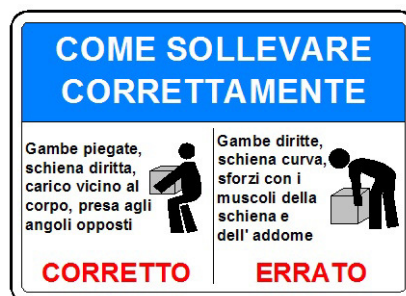 COME SOLLEVARE
CORRETTAMENTE
Gambe piegate,
schiena diritta,
carico vicino al
corpo, presa agli
angoli opposti
CORRETTO
Gambe diritte,
schiena curva,
sforzi con i
muscoli della
schiena e
dell' addome
ERRATO